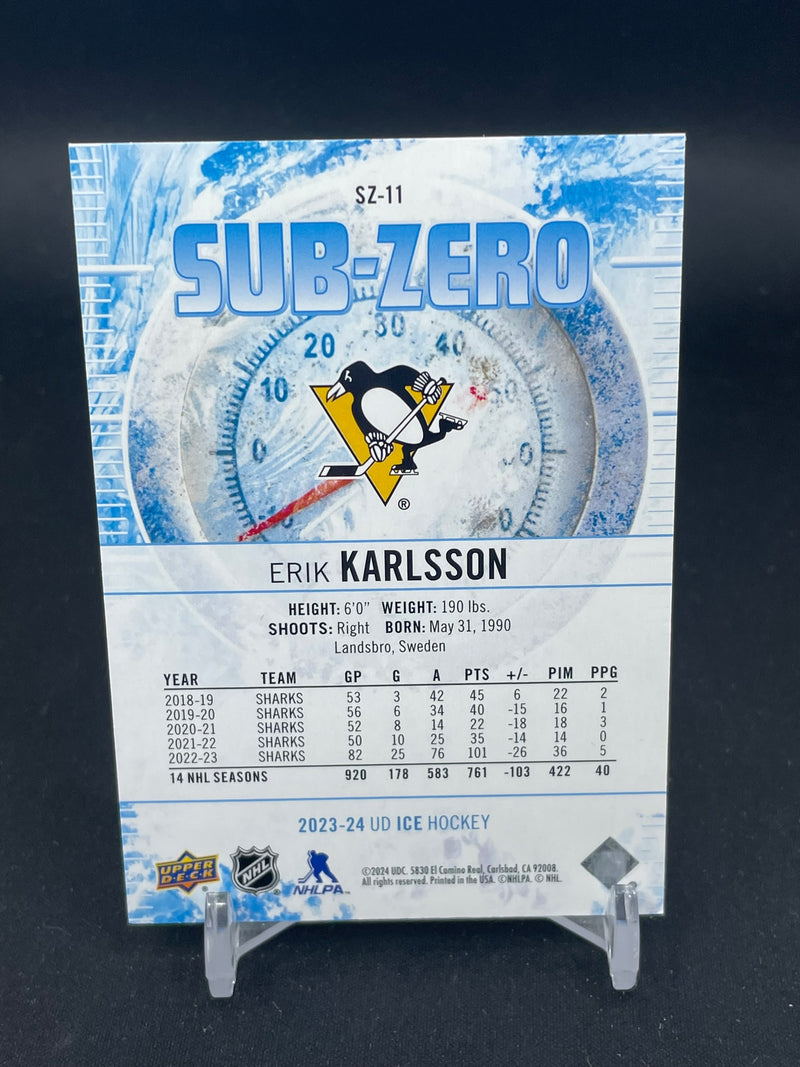 SZ-11
SUB-ZERO
20 30 40
10 50
0
-10 0
®
ERIK KARLSSON
HEIGHT: 6'0" WEIGHT: 190 lbs.
SHOOTS: Right BORN: May 31, 1990
Landsbro, Sweden
YEAR TEAM GP G A PTS +/- PIM PPG
2018-19 SHARKS 53 3 42 45 6 22 2
2019-20 SHARKS 56 6 34 40 -15 16 1
2020-21 SHARKS 52 8 14 22 -18 18 3
2021-22 SHARKS 50 10 25 35 -14 14 0
2022-23 SHARKS 82 25 76 101 -26 36 5
14 NHL SEASONS 920 178 583 761 -103 422 40
2023-24 UD ICE HOCKEY
UPPER DECK NHL NHLPA
©2024 UDC. 5830 El Camino Real, Carlsbad, CA 92008.
All rights reserved. Printed in the USA. ©NHLPA. © NHL.